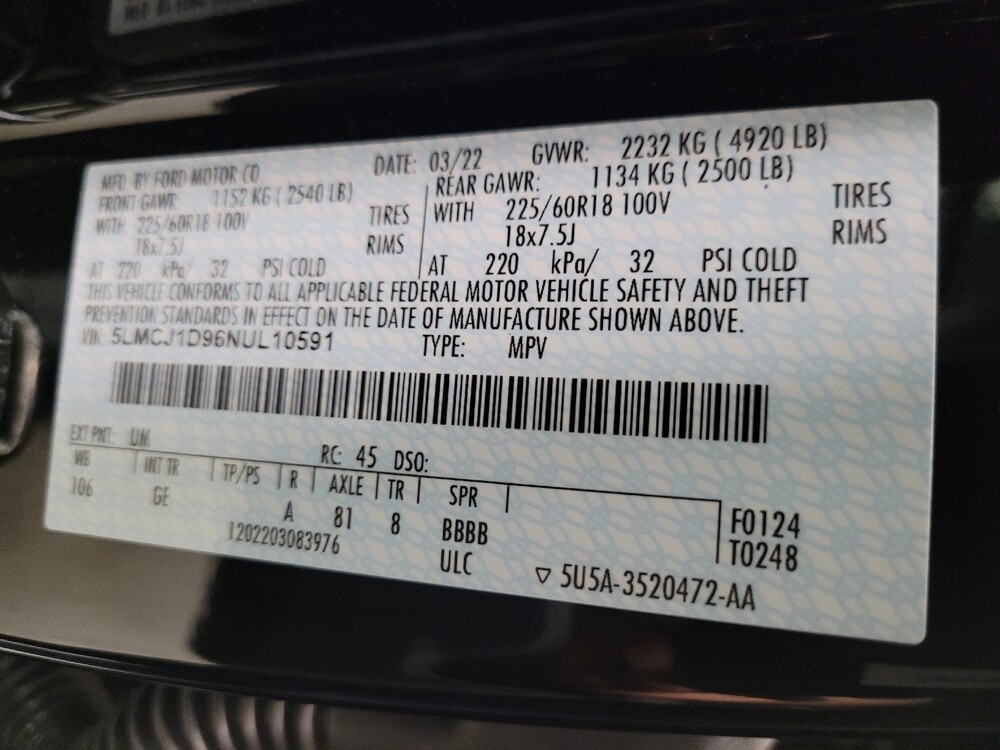 MFD. BY FORD MOTOR CO. DATE: 03/22 GVWR: 2232 KG ( 4920 LB)
FRONT GAWR: 1152 KG ( 2540 LB) REAR GAWR: 1134 KG ( 2500 LB)
WITH 225/60R18 100V TIRES WITH 225/60R18 100V TIRES
18x7.5J RIMS 18x7.5J RIMS
AT 220 kPa/ 32 PSI COLD AT 220 kPa/ 32 PSI COLD
THIS VEHICLE CONFORMS TO ALL APPLICABLE FEDERAL MOTOR VEHICLE SAFETY AND THEFT
PREVENTION STANDARDS IN EFFECT ON THE DATE OF MANUFACTURE SHOWN ABOVE.
VIN: 5LMCJ1D96NUL10591 TYPE: MPV
EXT PNT: UM RC: 45 DSO:
WB INT TR TP/PS R AXLE TR SPR
106 GE A 81 8 BBBB F0124
1202203083976 ULC T0248
▽ 5U5A-3520472-AA